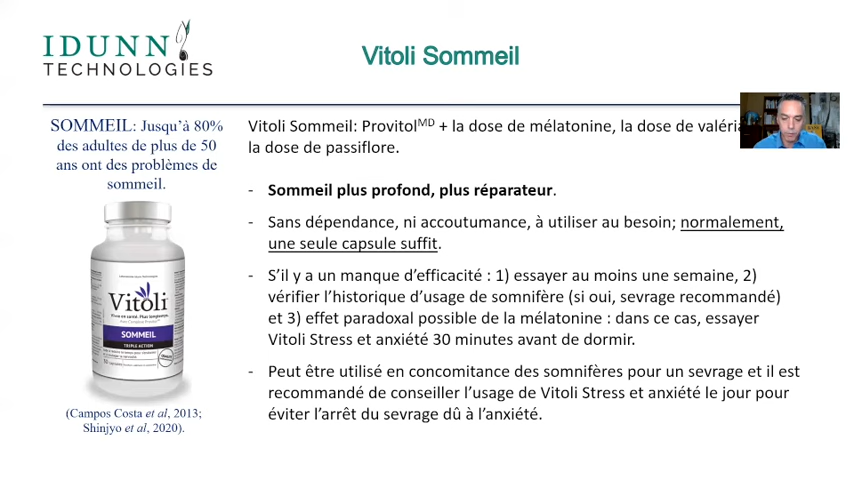 IDUNN
TECHNOLOGIES
Vitoli Sommeil
SOMMEIL: Jusqu'à 80%
des adultes de plus de 50
ans ont des problèmes de
sommeil.
Vitoli
SOMMEIL
TRIPLE ACTION
(Campos Costa et al, 2013;
Shinjyo et al, 2020).
Vitoli Sommeil: Provitolᴹᴰ + la dose de mélatonine, la dose de
la dose de passiflore.
- Sommeil plus profond, plus réparateur.
- Sans dépendance, ni accoutumance, à utiliser au besoin; normalement,
une seule capsule suffit.
- S'il y a un manque d'efficacité : 1) essayer au moins une semaine, 2)
vérifier l'historique d'usage de somnifère (si oui, sevrage recommandé)
et 3) effet paradoxal possible de la mélatonine : dans ce cas, essayer
Vitoli Stress et anxiété 30 minutes avant de dormir.
- Peut être utilisé en concomitance des somnifères pour un sevrage et il est
recommandé de conseiller l'usage de Vitoli Stress et anxiété le jour pour
éviter l'arrêt du sevrage dû à l'anxiété.